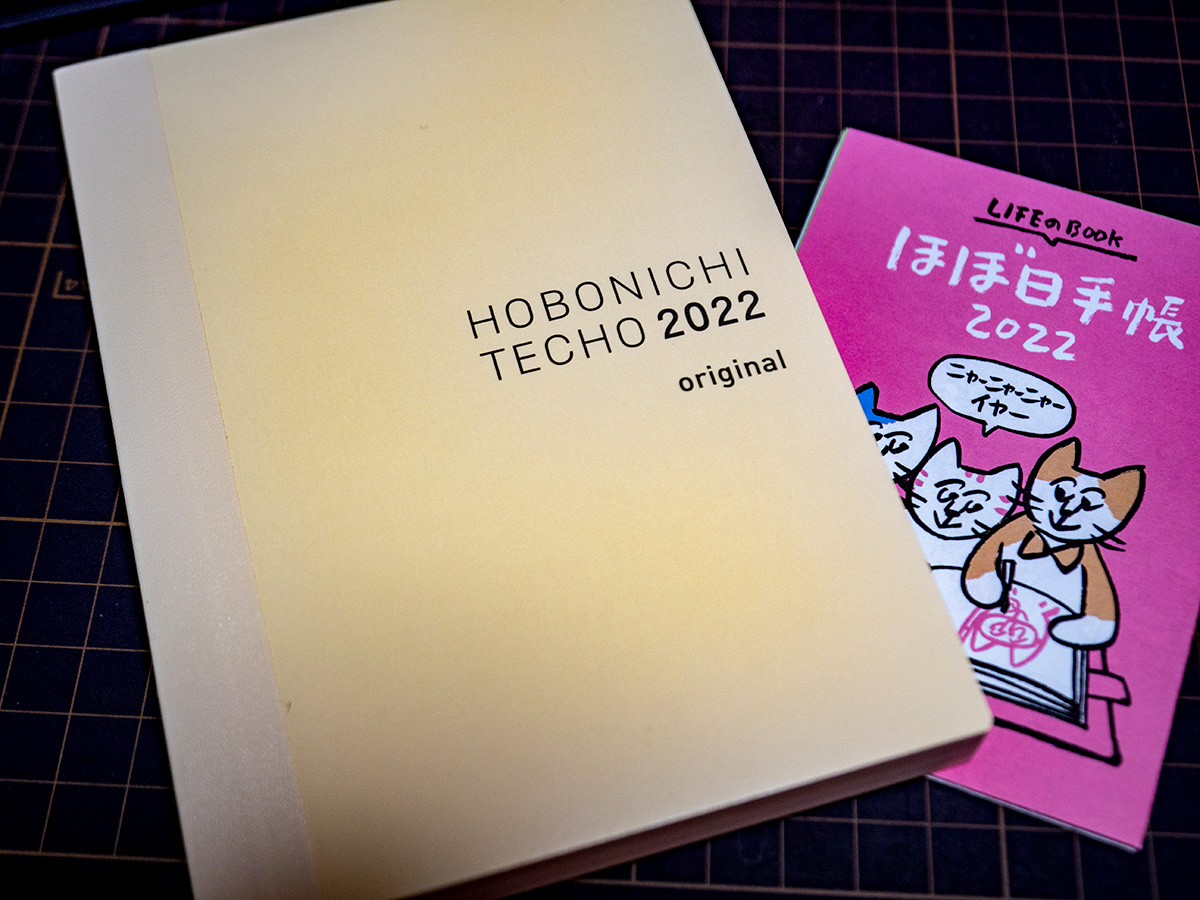 HOBONICHI
TECHO 2022
original
LIFEのBOOK
ほぼ日手帳
2022
ニャーニャーニャー
イヤー